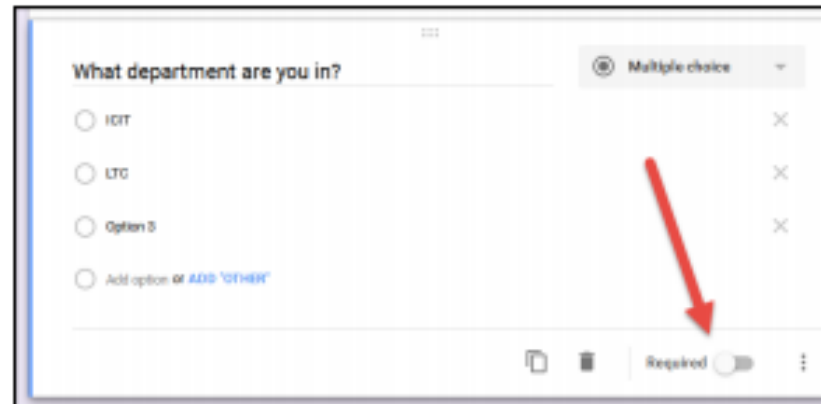 What department are you in?
Multiple choice
ICIT
LTC
Option 3
Add option or ADD "OTHER"
Required